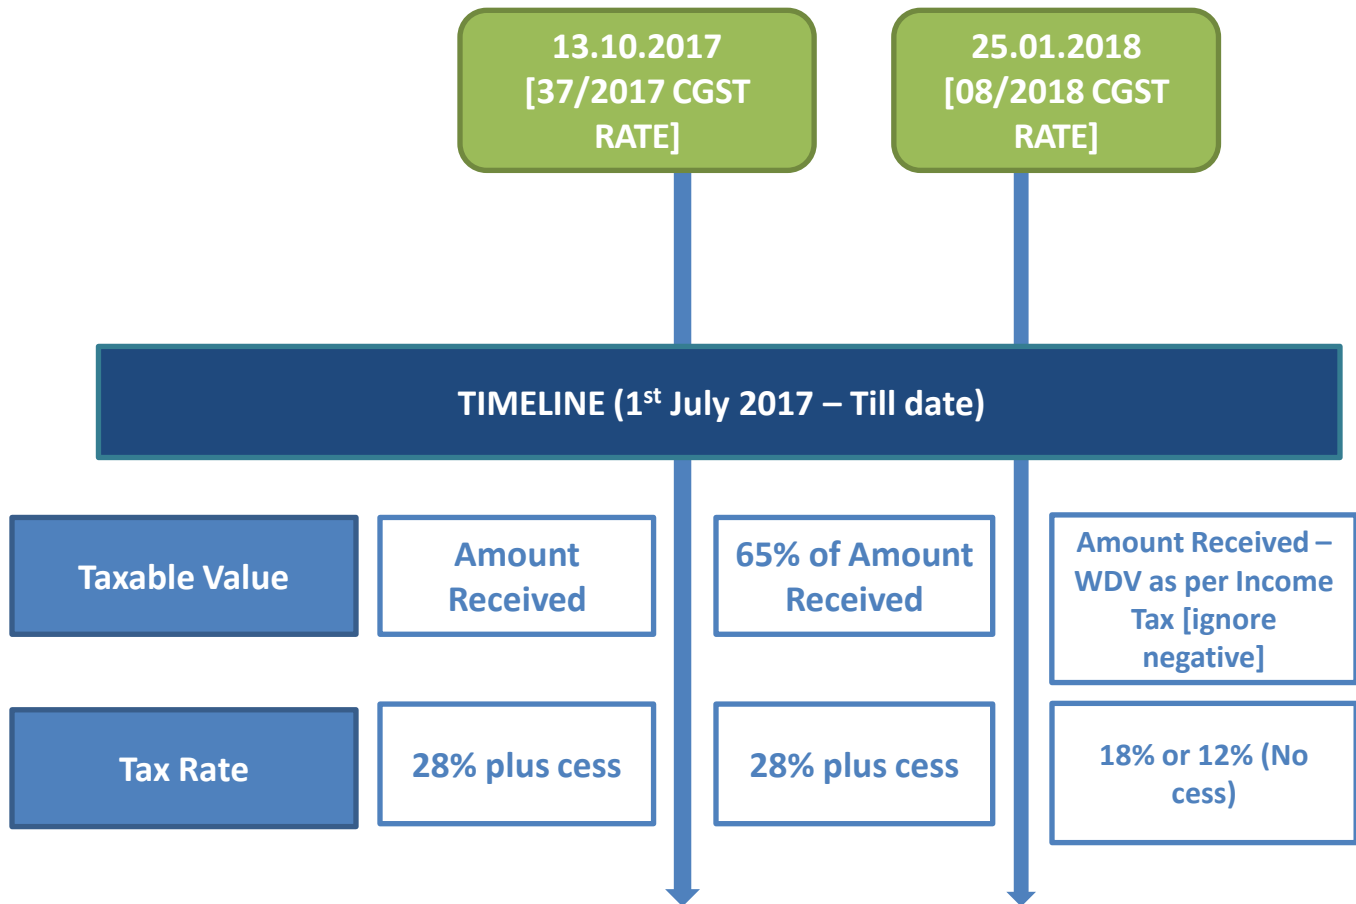 13.10.2017
[37/2017 CGST
RATE]
25.01.2018
[08/2018 CGST
RATE]
TIMELINE (1st July 2017 – Till date)
Taxable Value
Amount
Received
65% of Amount
Received
Amount Received –
WDV as per Income
Tax [ignore
negative]
Tax Rate
28% plus cess
28% plus cess
18% or 12% (No
cess)